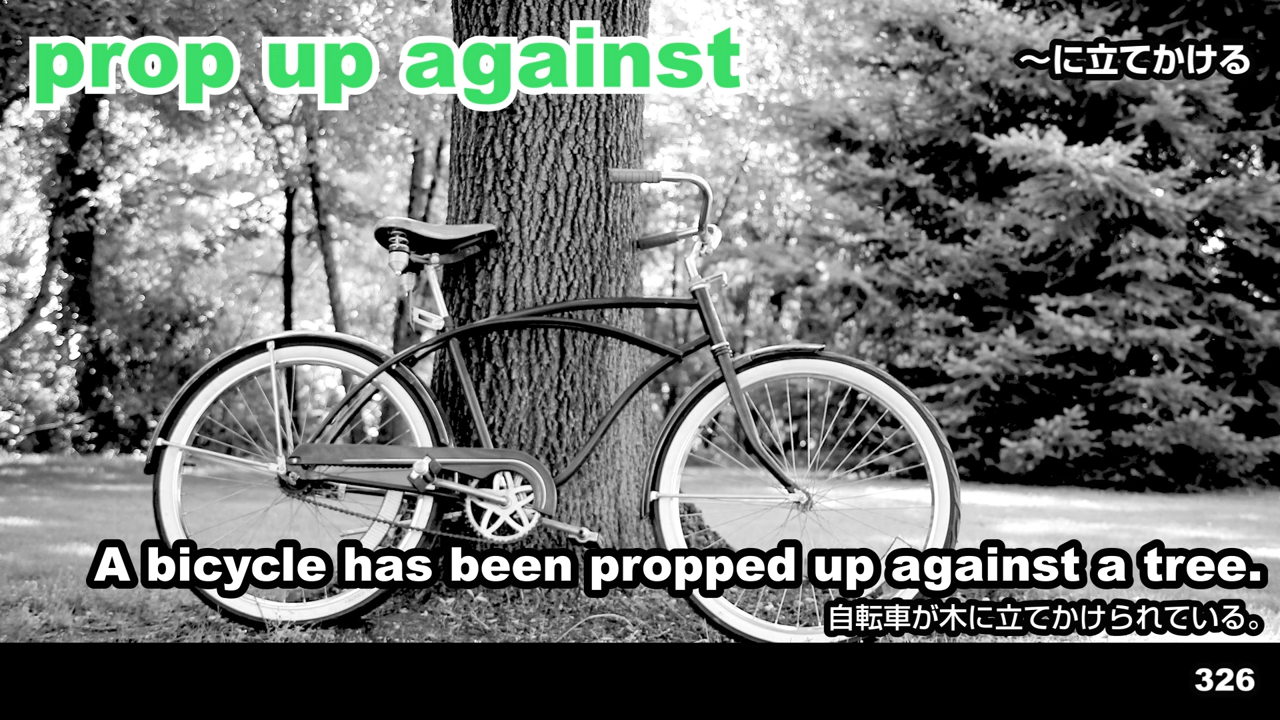 prop up against
～に立てかける
A bicycle has been propped up against a tree.
自転車が木に立てかけられている。
326